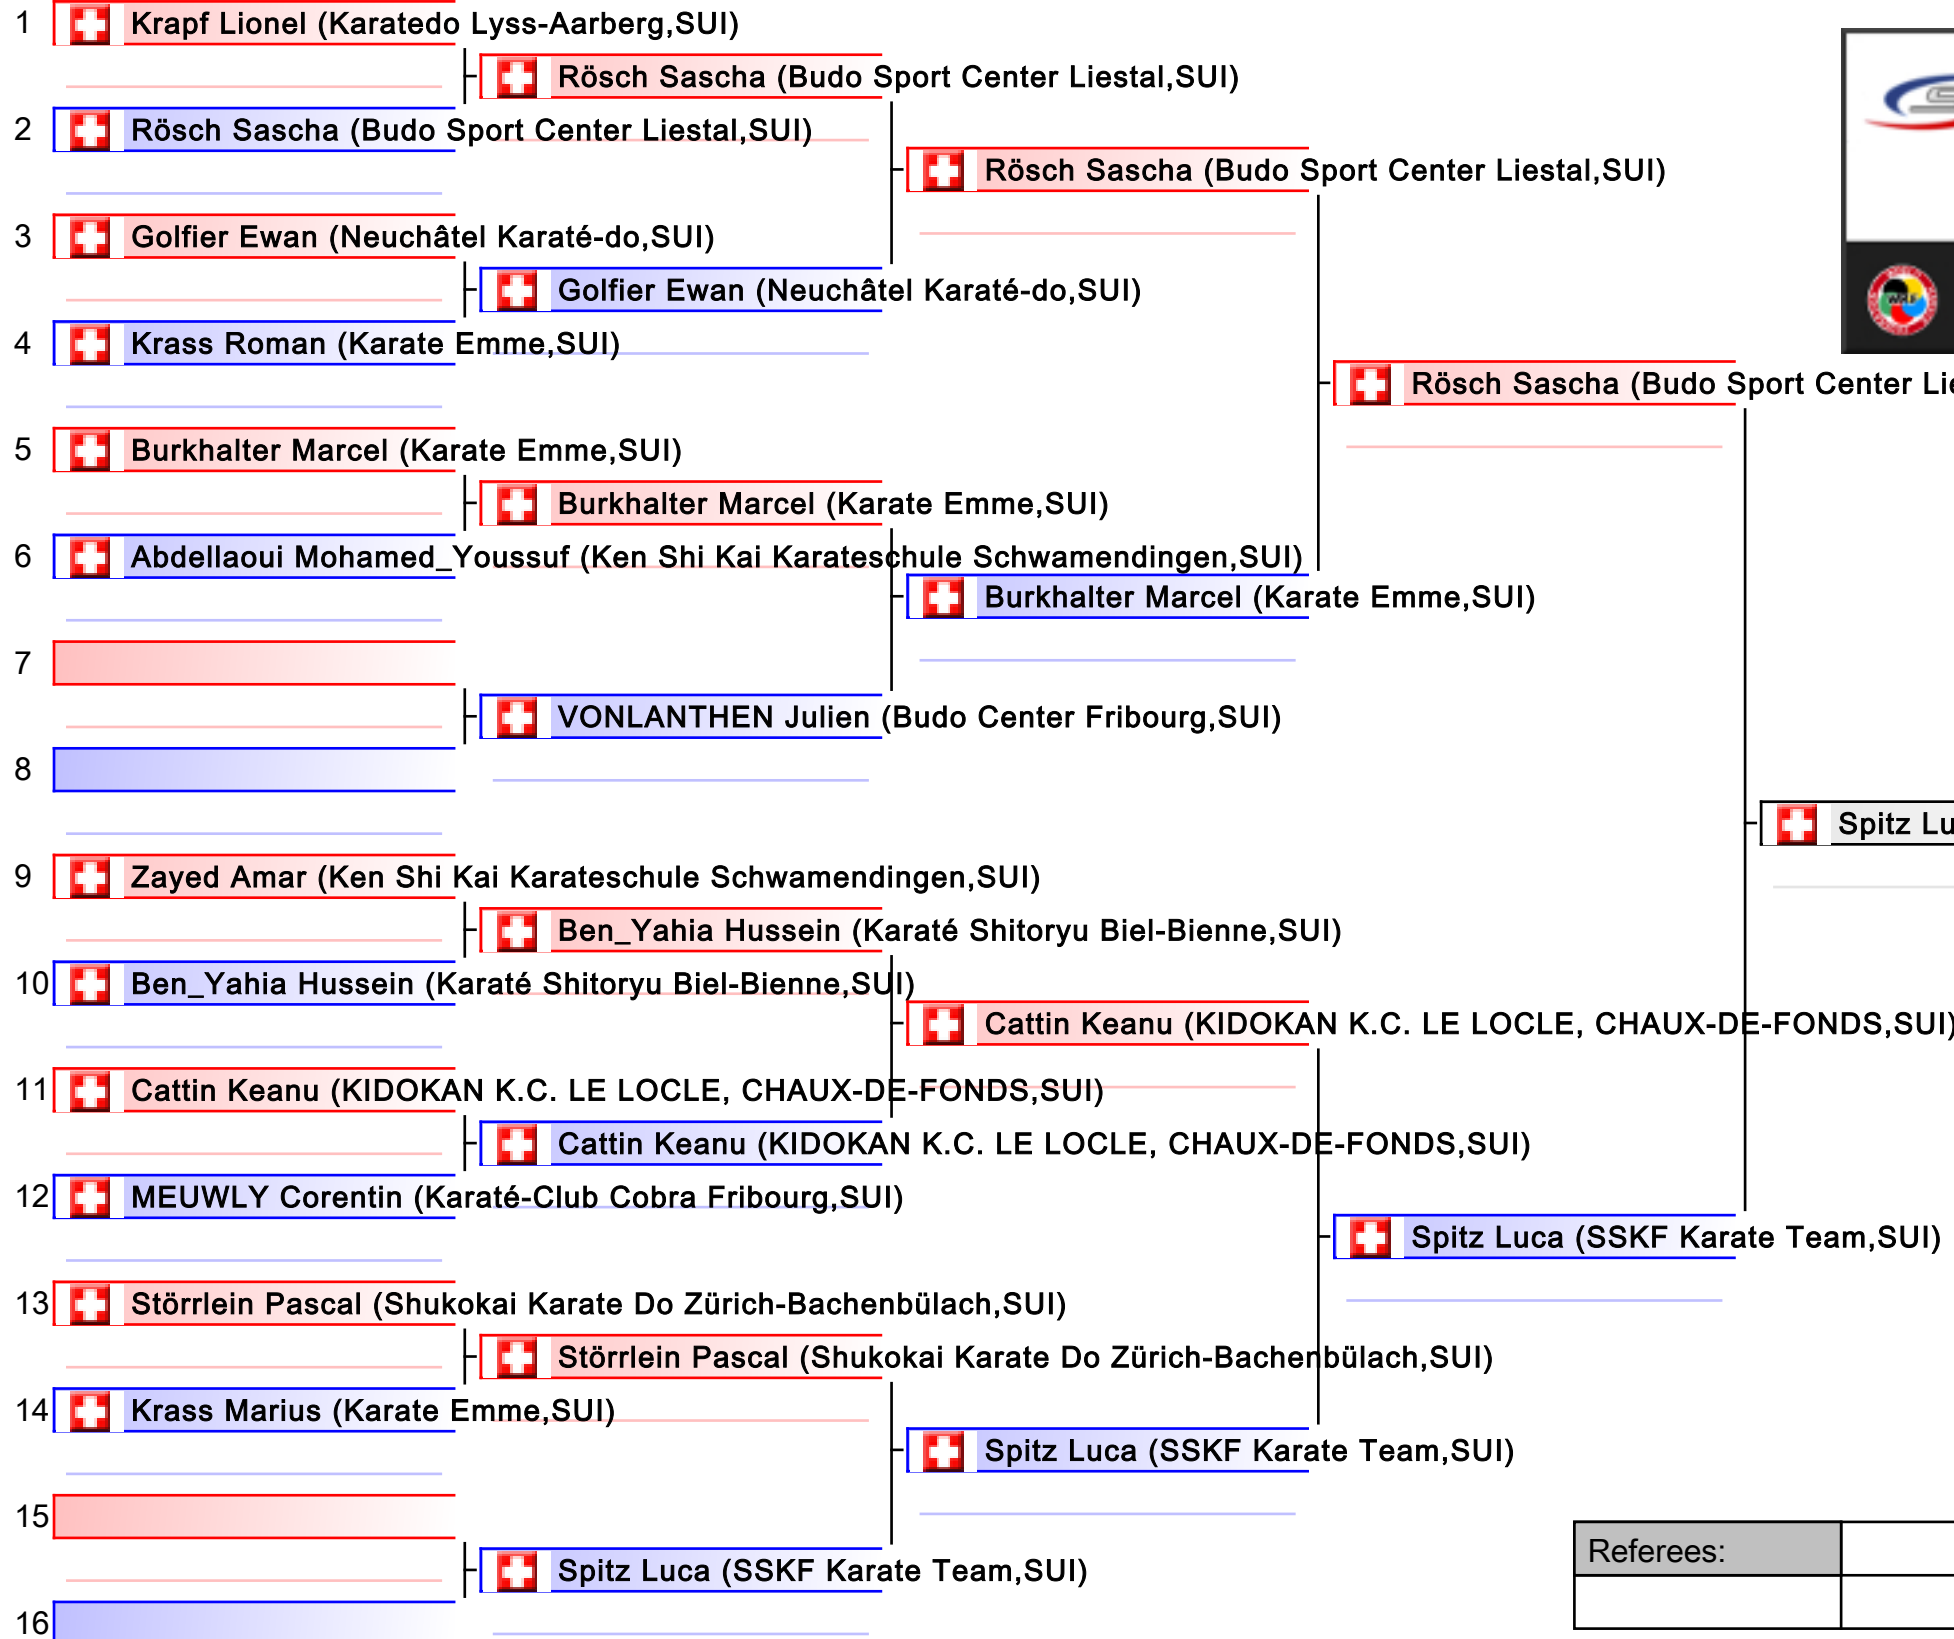 1 Krapf Lionel (Karatedo Lyss-Aarberg,SUI)
Rösch Sascha (Budo Sport Center Liestal,SUI)
2 Rösch Sascha (Budo Sport Center Liestal,SUI)
Rösch Sascha (Budo Sport Center Liestal,SUI)
3 Golfier Ewan (Neuchâtel Karaté-do,SUI)
Golfier Ewan (Neuchâtel Karaté-do,SUI)
4 Krass Roman (Karate Emme,SUI)
Rösch Sascha (Budo Sport Center Lie
5 Burkhalter Marcel (Karate Emme,SUI)
Burkhalter Marcel (Karate Emme,SUI)
6 Abdellaoui Mohamed_Youssuf (Ken Shi Kai Karateschule Schwamendingen,SUI)
Burkhalter Marcel (Karate Emme,SUI)
7
VONLANTHEN Julien (Budo Center Fribourg,SUI)
8
Spitz Lu
9 Zayed Amar (Ken Shi Kai Karateschule Schwamendingen,SUI)
Ben_Yahia Hussein (Karaté Shitoryu Biel-Bienne,SUI)
10 Ben_Yahia Hussein (Karaté Shitoryu Biel-Bienne,SUI)
Cattin Keanu (KIDOKAN K.C. LE LOCLE, CHAUX-DE-FONDS,SUI)
11 Cattin Keanu (KIDOKAN K.C. LE LOCLE, CHAUX-DE-FONDS,SUI)
Cattin Keanu (KIDOKAN K.C. LE LOCLE, CHAUX-DE-FONDS,SUI)
12 MEUWLY Corentin (Karaté-Club Cobra Fribourg,SUI)
Spitz Luca (SSKF Karate Team,SUI)
13 Störrlein Pascal (Shukokai Karate Do Zürich-Bachenbülach,SUI)
Störrlein Pascal (Shukokai Karate Do Zürich-Bachenbülach,SUI)
14 Krass Marius (Karate Emme,SUI)
Spitz Luca (SSKF Karate Team,SUI)
15
Referees:
Spitz Luca (SSKF Karate Team,SUI)
16